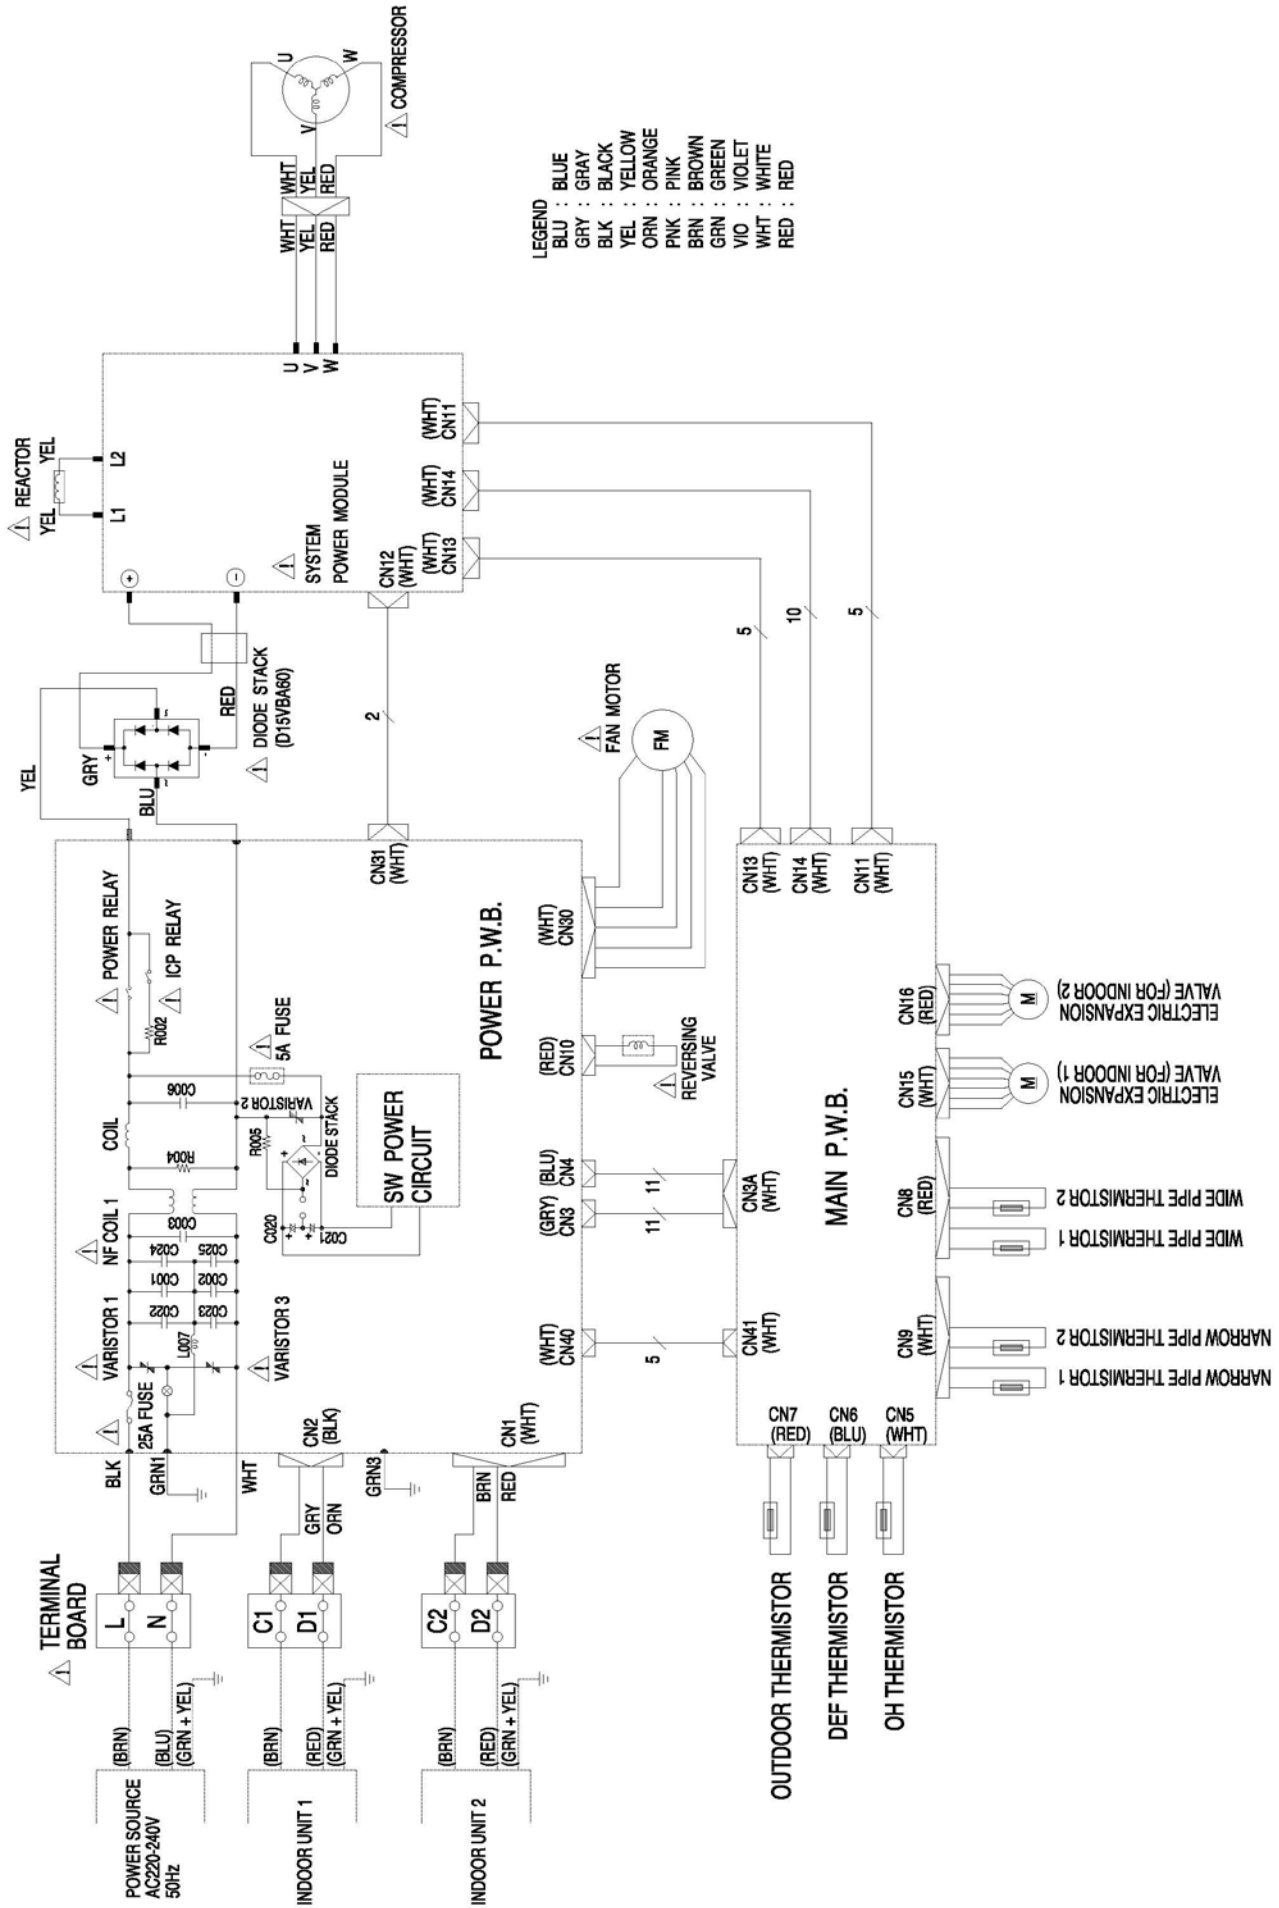 POWER SOURCE
AC220-240V
50Hz
(BRN)
(BLU)
(GRN + YEL)
TERMINAL
BOARD
L
N
BLK
GRN1
WHT
25A FUSE
VARISTOR 1
VARISTOR 3
L007
C022
C023
C001
C002
C024
C025
NF COIL 1
C003
R004
COIL
C006
R002
POWER RELAY
ICP RELAY
5A FUSE
VARISTOR 2
R005
DIODE STACK
C020
C021
SW POWER
CIRCUIT
POWER P.W.B.
YEL
GRY
BLU
RED
+
-
~
~
DIODE STACK
(D15VBA60)
REACTOR
YEL
YEL
L1
L2
+
-
SYSTEM
POWER MODULE
U
V
W
WHT
YEL
RED
WHT
YEL
RED
U
V
W
COMPRESSOR
CN12
(WHT)
(WHT)
CN13
(WHT)
CN14
(WHT)
CN11
INDOOR UNIT 1
(BRN)
(RED)
(GRN + YEL)
C1
D1
GRY
ORN
CN2
(BLK)
GRN3
INDOOR UNIT 2
(BRN)
(RED)
(GRN + YEL)
C2
D2
BRN
RED
CN1
(WHT)
CN31
(WHT)
2
(WHT)
CN40
(GRY)
CN3
(BLU)
CN4
(RED)
CN10
(WHT)
CN30
REVERSING
VALVE
FAN MOTOR
FM
5
11
11
5
10
5
LEGEND
BLU : BLUE
GRY : GRAY
BLK : BLACK
YEL : YELLOW
ORN : ORANGE
PNK : PINK
BRN : BROWN
GRN : GREEN
VIO : VIOLET
WHT : WHITE
RED : RED
CN41
(WHT)
CN3A
(WHT)
CN13
(WHT)
CN14
(WHT)
CN11
(WHT)
MAIN P.W.B.
CN7
(RED)
CN6
(BLU)
CN5
(WHT)
CN9
(WHT)
CN8
(RED)
CN15
(WHT)
CN16
(RED)
OUTDOOR THERMISTOR
DEF THERMISTOR
OH THERMISTOR
NARROW PIPE THERMISTOR 1
NARROW PIPE THERMISTOR 2
WIDE PIPE THERMISTOR 1
WIDE PIPE THERMISTOR 2
M
ELECTRIC EXPANSION
VALVE (FOR INDOOR 1)
M
ELECTRIC EXPANSION
VALVE (FOR INDOOR 2)